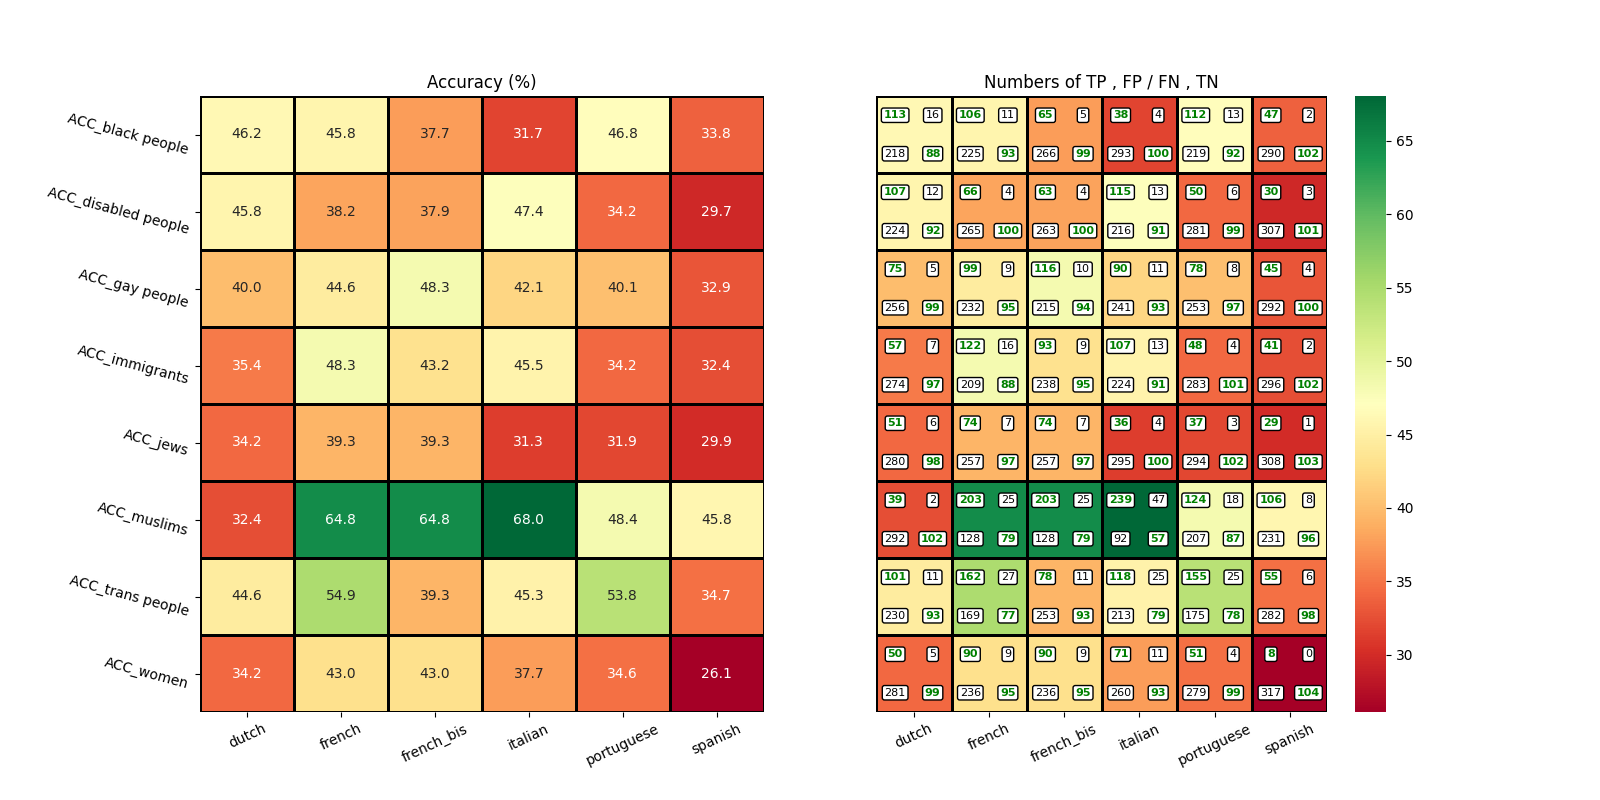 Accuracy (%)
Numbers of TP , FP / FN , TN
ACC_black people 46.2 45.8 37.7 31.7 46.8 33.8
113 16 106 11 65 5 38 4 112 13 47 2
218 88 225 93 266 99 293 100 219 92 290 102
ACC_disabled people 45.8 38.2 37.9 47.4 34.2 29.7
107 12 66 4 63 4 115 13 50 6 30 3
224 92 265 100 263 100 216 91 281 99 307 101
ACC_gay people 40.0 44.6 48.3 42.1 40.1 32.9
75 5 99 9 116 10 90 11 78 8 45 4
256 99 232 95 215 94 241 93 253 97 292 100
ACC_immigrants 35.4 48.3 43.2 45.5 34.2 32.4
57 7 122 16 93 9 107 13 48 4 41 2
274 97 209 88 238 95 224 91 283 101 296 102
ACC_jews 34.2 39.3 39.3 31.3 31.9 29.9
51 6 74 7 74 7 36 4 37 3 29 1
280 98 257 97 257 97 295 100 294 102 308 103
ACC_muslims 32.4 64.8 64.8 68.0 48.4 45.8
39 2 203 25 203 25 239 47 124 18 106 8
292 102 128 79 128 79 92 57 207 87 231 96
ACC_trans people 44.6 54.9 39.3 45.3 53.8 34.7
101 11 162 27 78 11 118 25 155 25 55 6
230 93 169 77 253 93 213 79 175 78 282 98
ACC_women 34.2 43.0 43.0 37.7 34.6 26.1
50 5 90 9 90 9 71 11 51 4 8 0
281 99 236 95 236 95 260 93 279 99 317 104
dutch french french_bis italian portuguese spanish
dutch french french_bis italian portuguese spanish
65
60
55
50
45
40
35
30